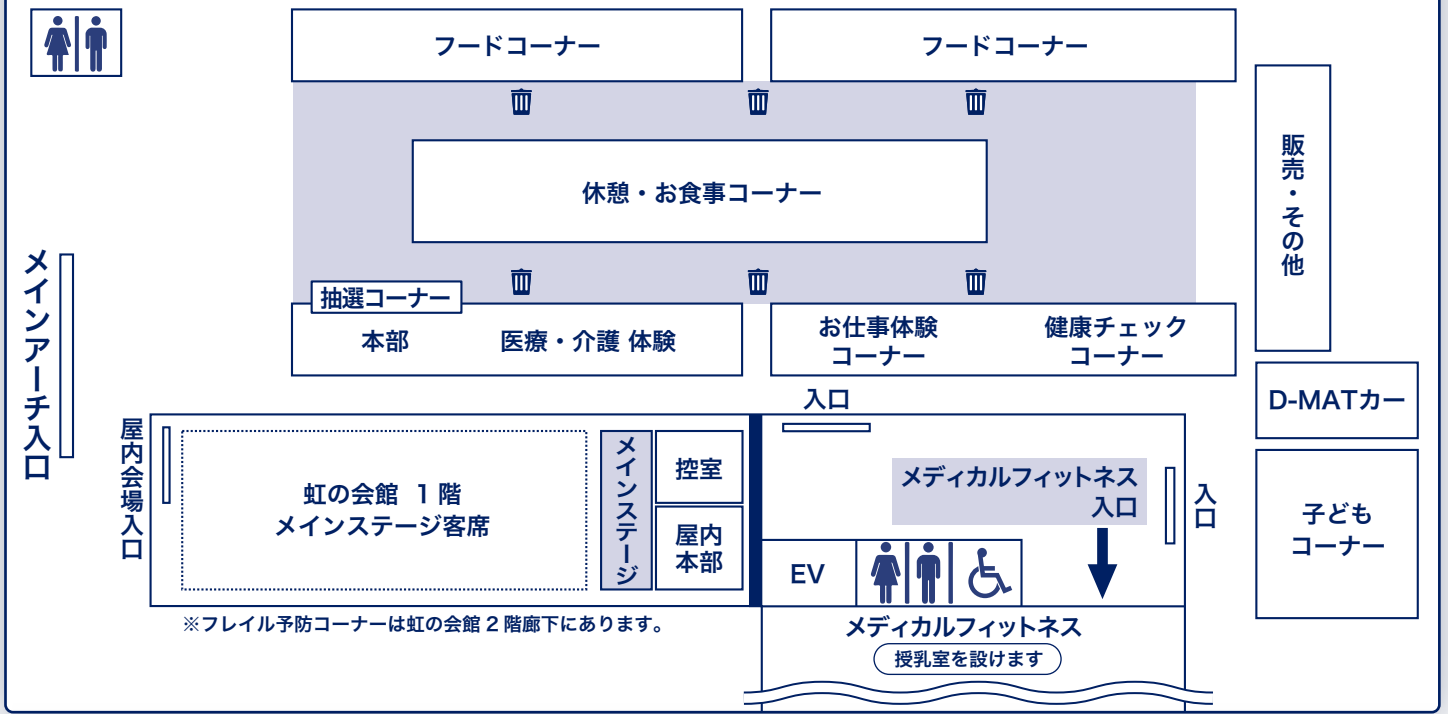 フードコーナー
フードコーナー
休憩・お食事コーナー
販売・その他
メインアーチ入口
抽選コーナー
本部
医療・介護 体験
お仕事体験
コーナー
健康チェック
コーナー
D-MATカー
子ども
コーナー
入口
屋内会場入口
虹の会館 1階
メインステージ客席
メインステージ
控室
屋内
本部
メディカルフィットネス
入口
入口
EV
※フレイル予防コーナーは虹の会館2階廊下にあります。
メディカルフィットネス
授乳室を設けます